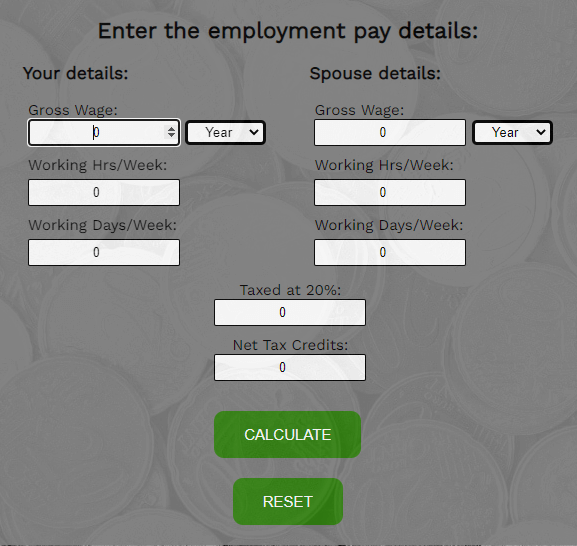 Enter the employment pay details:
Your details:
Spouse details:
Gross Wage:
Gross Wage:
0 Year
0 Year
Working Hrs/Week:
Working Hrs/Week:
0
0
Working Days/Week:
Working Days/Week:
0
0
Taxed at 20%:
0
Net Tax Credits:
0
CALCULATE
RESET